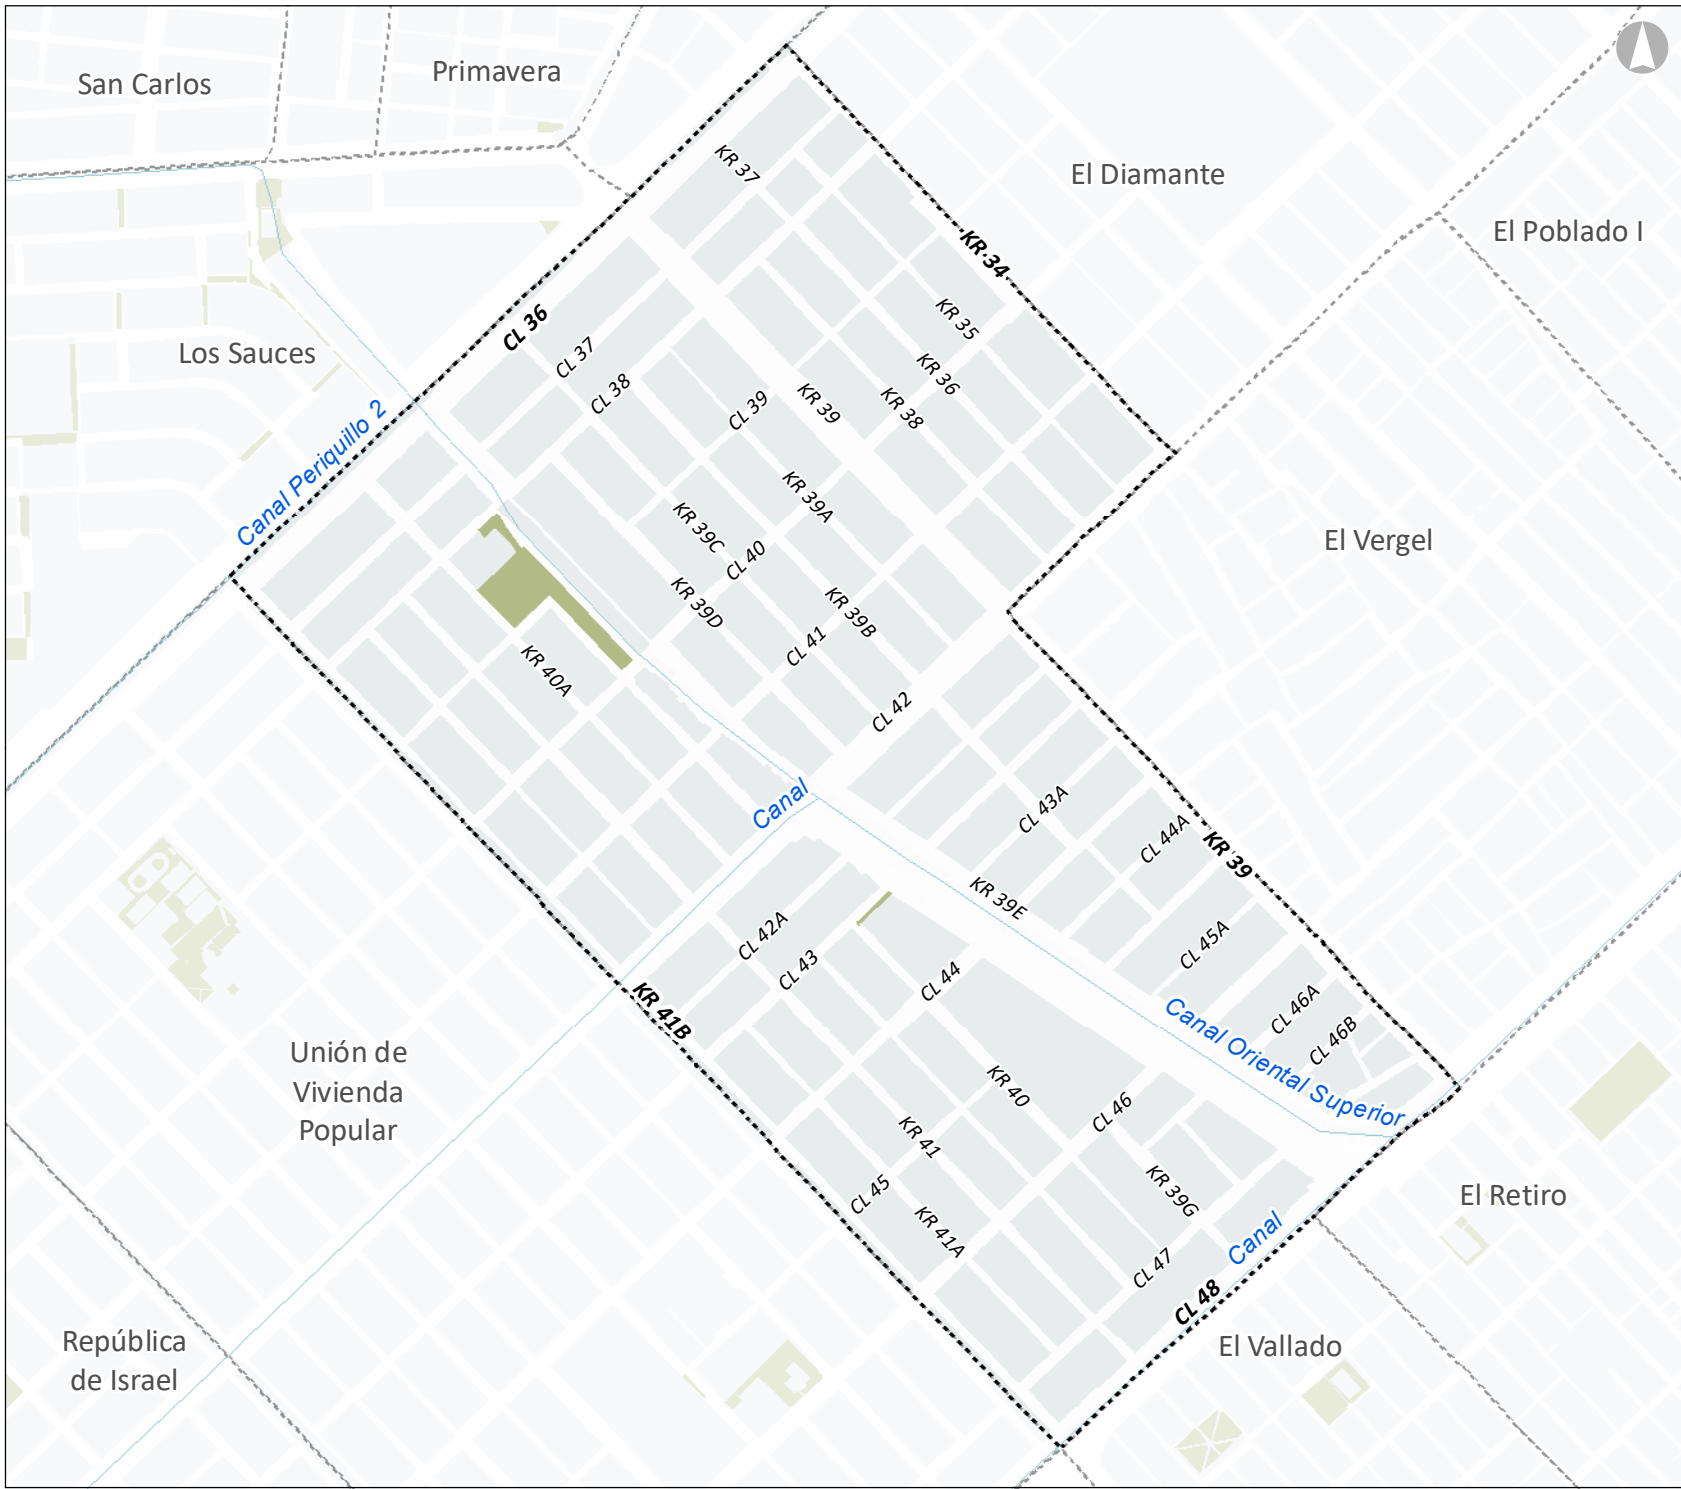 San Carlos
Primavera
El Diamante
El Poblado I
KR 37
KR 34
CL 36
KR 35
CL 37
Los Sauces
KR 36
CL 38
CL 39
KR 39
KR 38
Canal Periquillo 2
KR 39A
KR 39C
CL 40
El Vergel
KR 39D
KR 39B
CL 41
KR 40A
CL 42
Canal
CL 43A
CL 44A
KR 39
KR 39E
CL 42A
CL 43
CL 44
CL 45A
KR 41B
CL 46A
CL 46B
Canal Oriental Superior
Unión de
Vivienda
Popular
KR 40
CL 46
KR 41
KR 39G
CL 45
KR 41A
El Retiro
Canal
CL 47
CL 48
El Vallado
República
de Israel